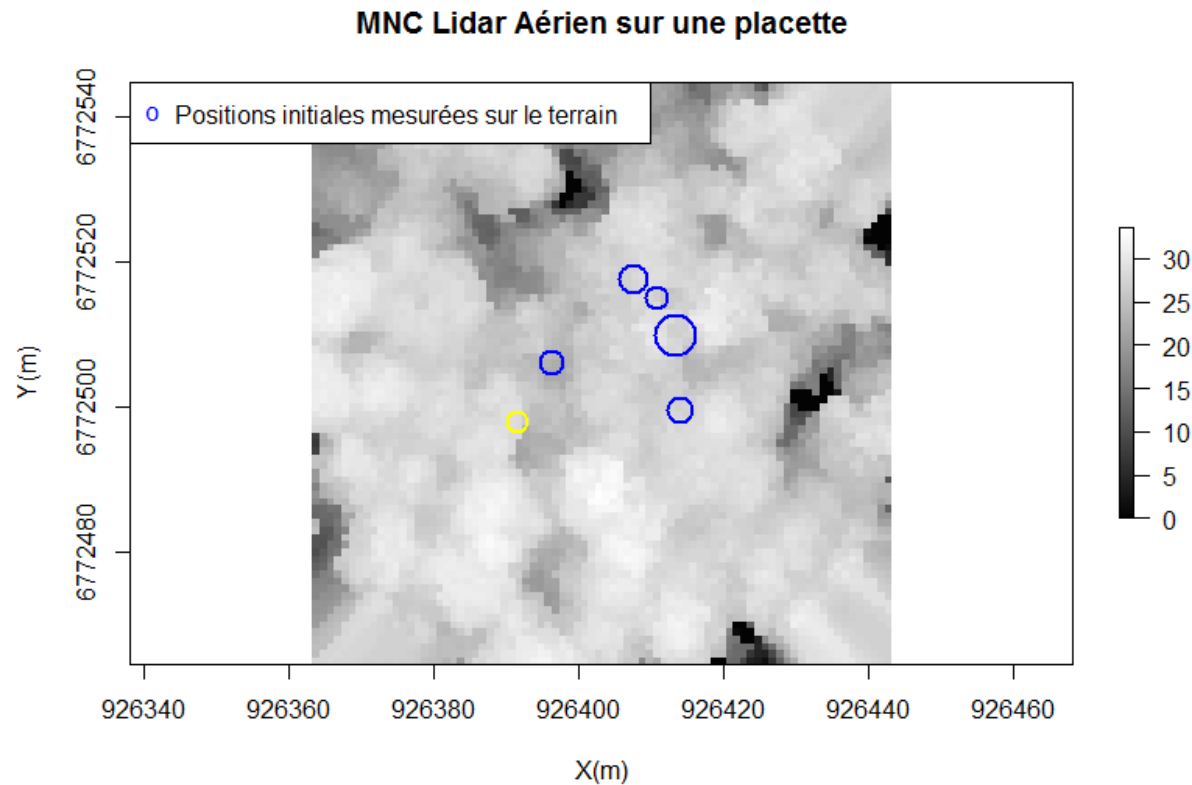 MNC Lidar Aérien sur une placette
Positions initiales mesurées sur le terrain
Y(m)
6772540
6772520
6772500
6772480
30
25
20
15
10
5
0
926340 926360 926380 926400 926420 926440 926460
X(m)